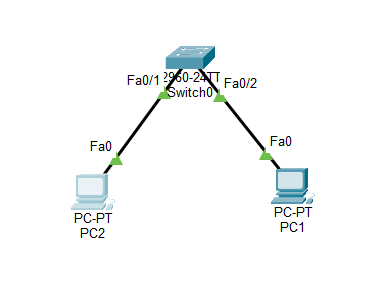 2960-24TT
Switch0
Fa0/1
Fa0/2
Fa0
Fa0
PC-PT
PC2
PC-PT
PC1